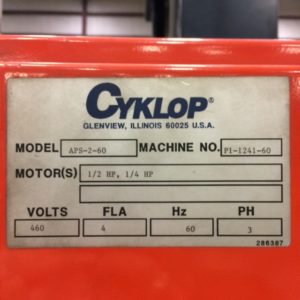 CYKLOP®
GLENVIEW, ILLINOIS 60025 U.S.A.
MODEL APS-2-60 MACHINE NO. P1-1241-60
MOTOR(S) 1/2 HP, 1/4 HP
VOLTS FLA Hz PH
460 4 60 3
286387